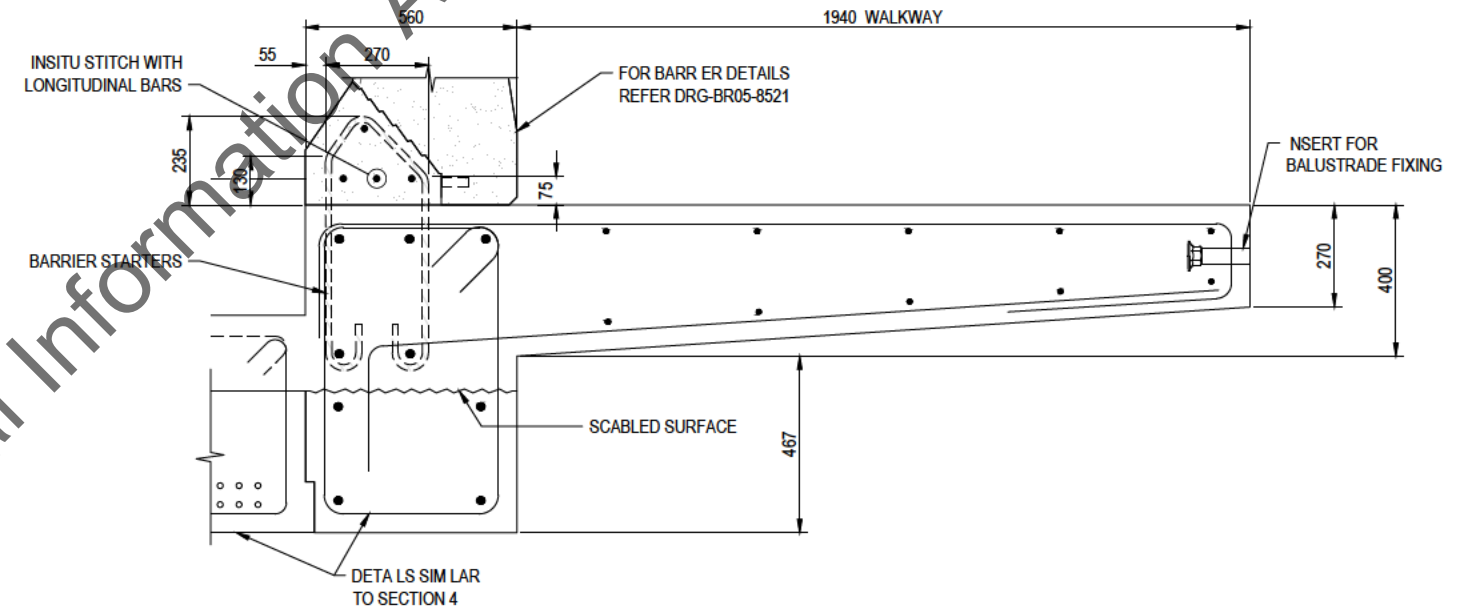 560
1940 WALKWAY
55
270
INSITU STITCH WITH
LONGITUDINAL BARS
FOR BARR ER DETAILS
REFER DRG-BR05-8521
235
130
75
NSERT FOR
BALUSTRADE FIXING
BARRIER STARTERS
270
400
SCABLED SURFACE
467
DETA LS SIM LAR
TO SECTION 4
al Information A